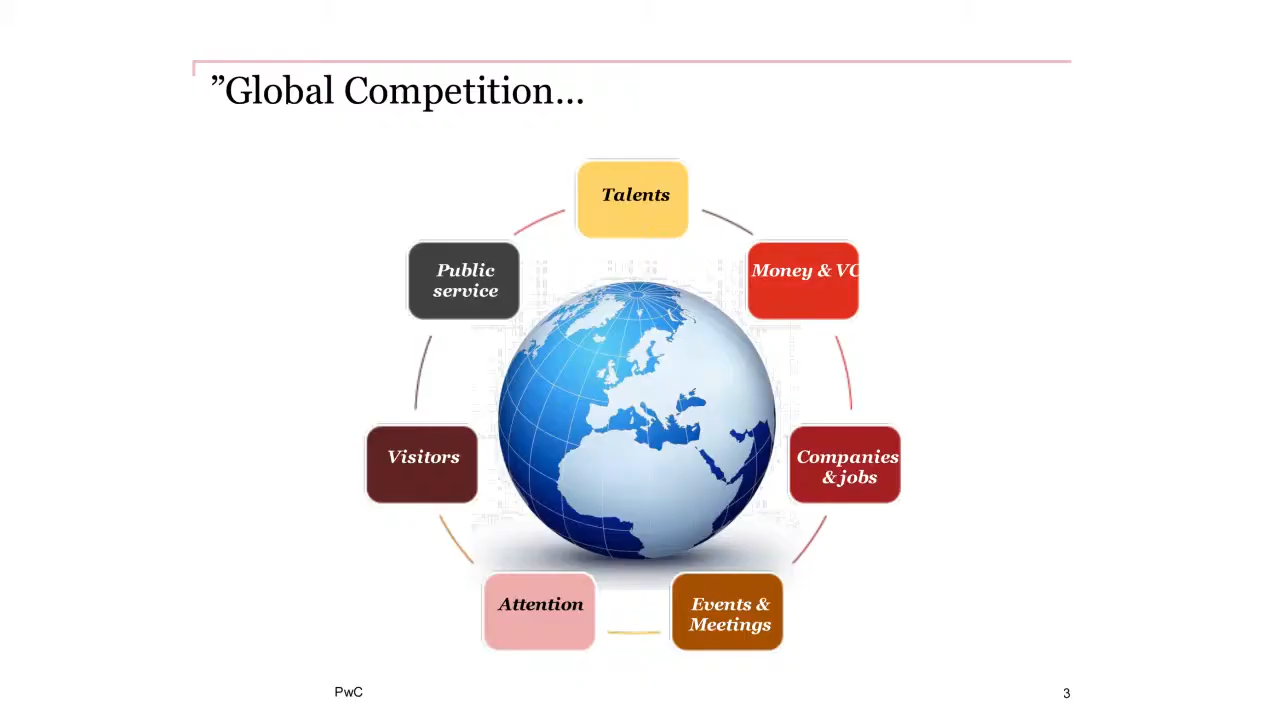 ”Global Competition...
Talents
Public
service
Money & VC
Visitors
Companies
& jobs
Attention
Events &
Meetings
PwC
3